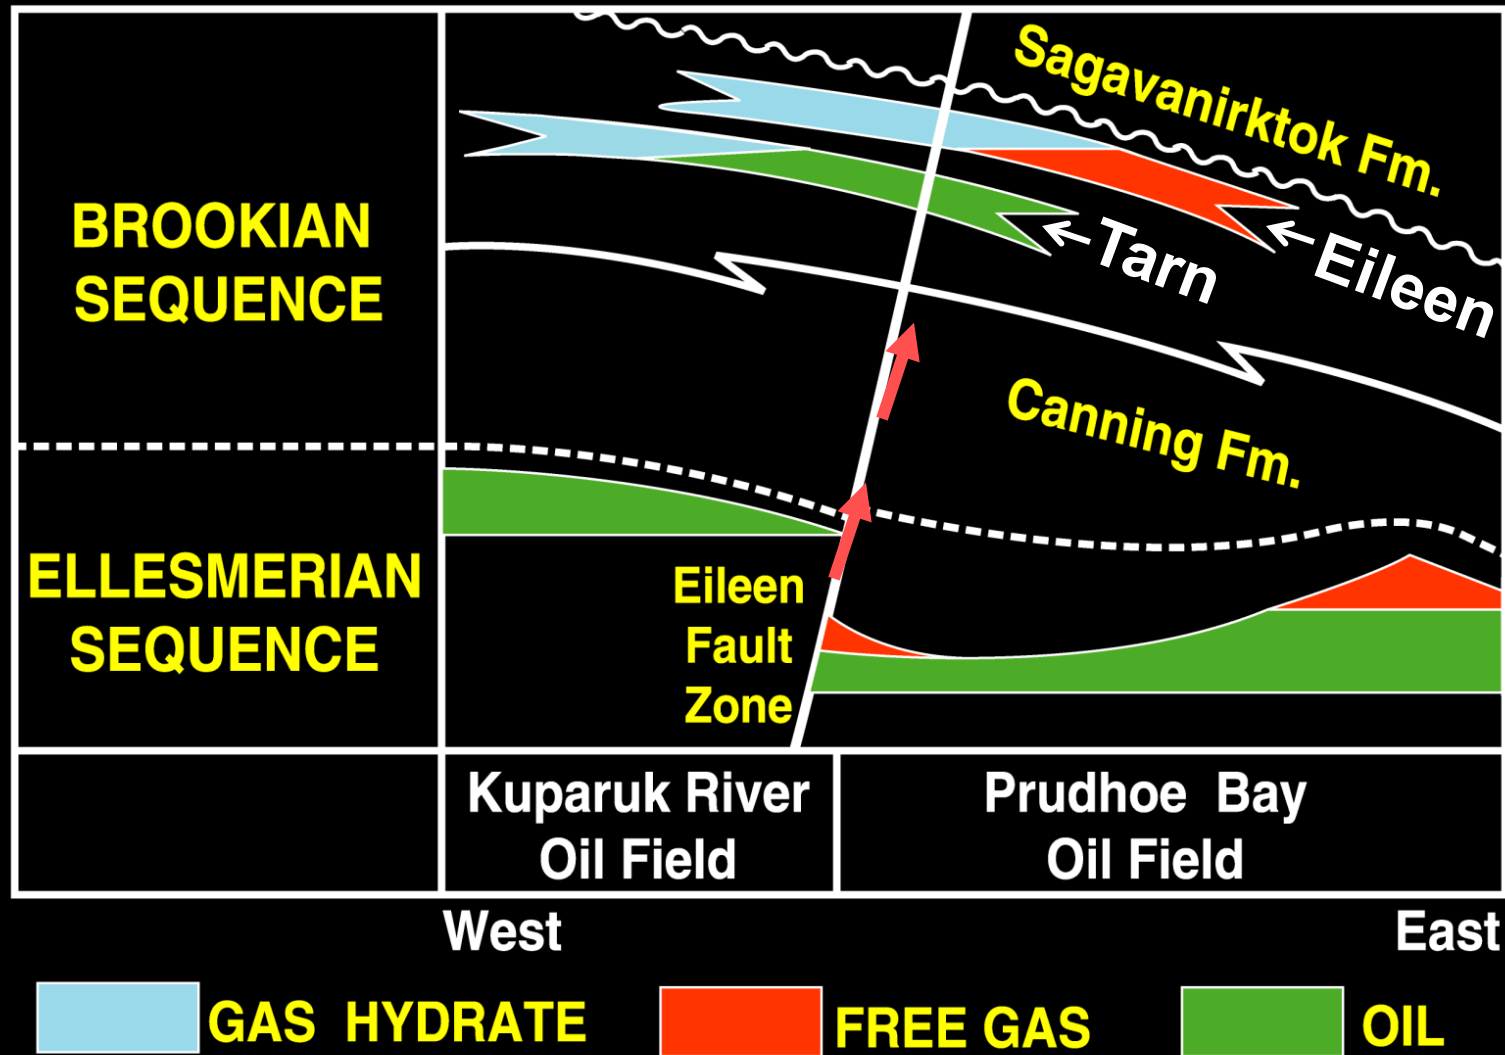 BROOKIAN
SEQUENCE
ELLESMERIAN
SEQUENCE
Sagavanirktok Fm.
Tarn
Eileen
Canning Fm.
Eileen
Fault
Zone
Kuparuk River
Oil Field
Prudhoe Bay
Oil Field
West
East
GAS HYDRATE
FREE GAS
OIL